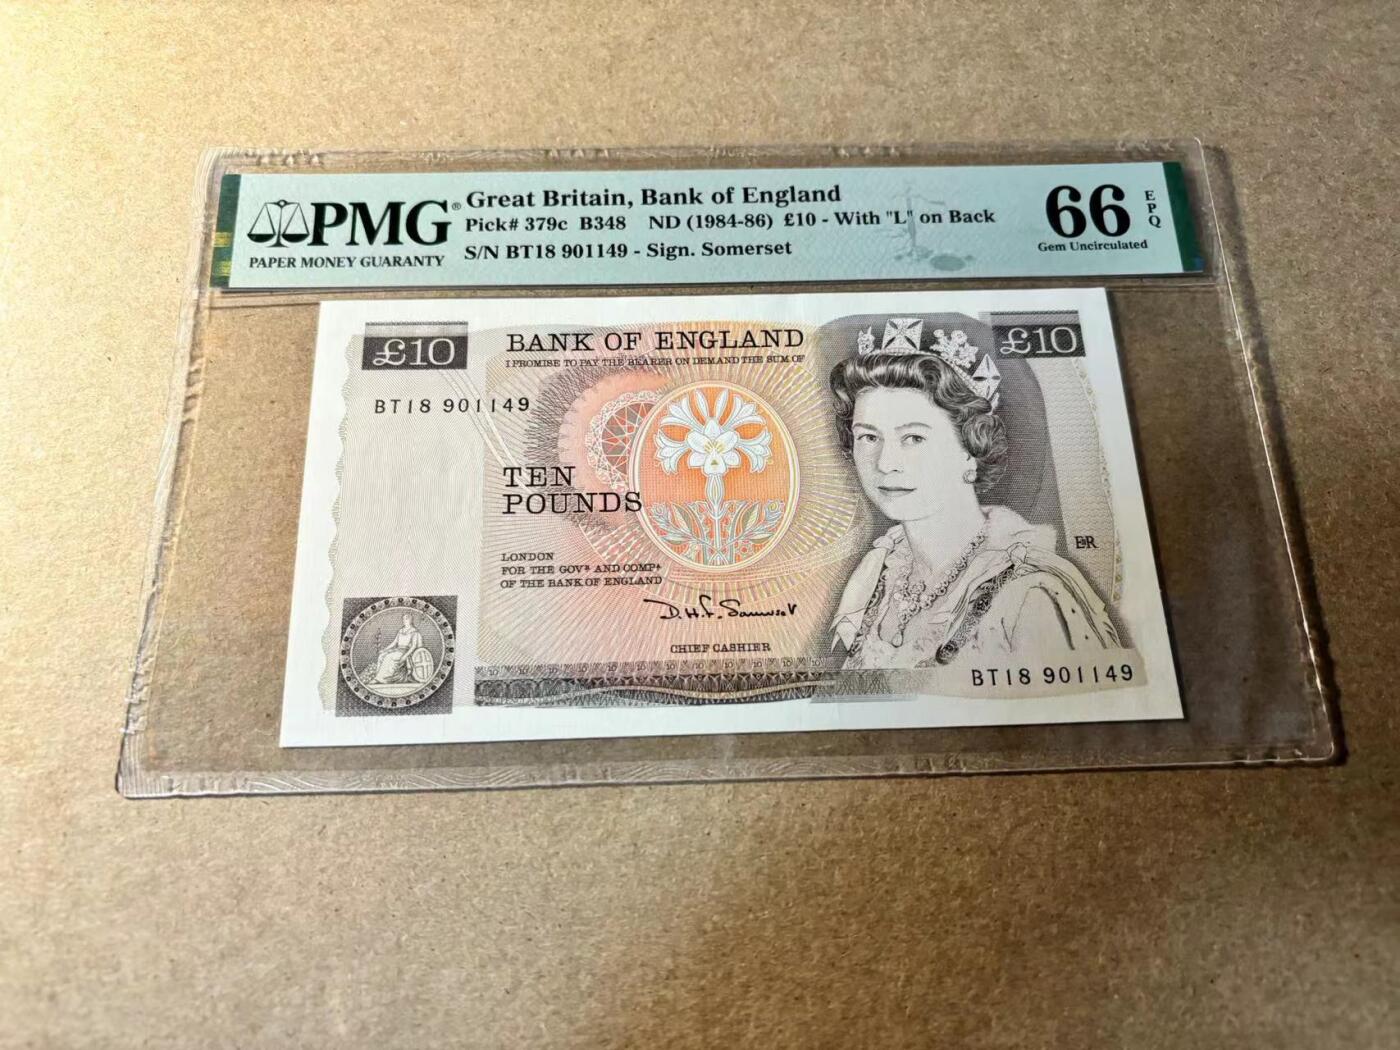 PMG®
PAPER MONEY GUARANTY
Great Britain, Bank of England
Pick# 379c B348 ND (1984-86) £10 - With "L" on Back
S/N BT18 901149 - Sign. Somerset
66
EPQ
Gem Uncirculated
£10
BANK OF ENGLAND
I PROMISE TO PAY THE BEARER ON DEMAND THE SUM OF
£10
BT18 901149
TEN
POUNDS
LONDON
FOR THE GOVR AND COMPA
OF THE BANK OF ENGLAND
D.H.F. Somerset
CHIEF CASHIER
EIIR
BT18 901149